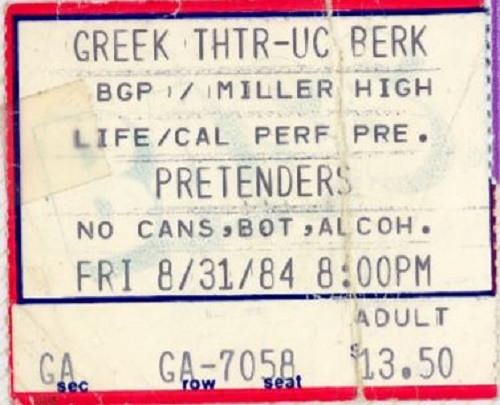 GREEK THTR-UC BERK
BGP / MILLER HIGH
LIFE/CAL PERF PRE.
PRETENDERS
NO CANS,BOT,ALCOH.
FRI 8/31/84 8:00PM
ADULT
GA GA-7058 $13.50
sec row seat